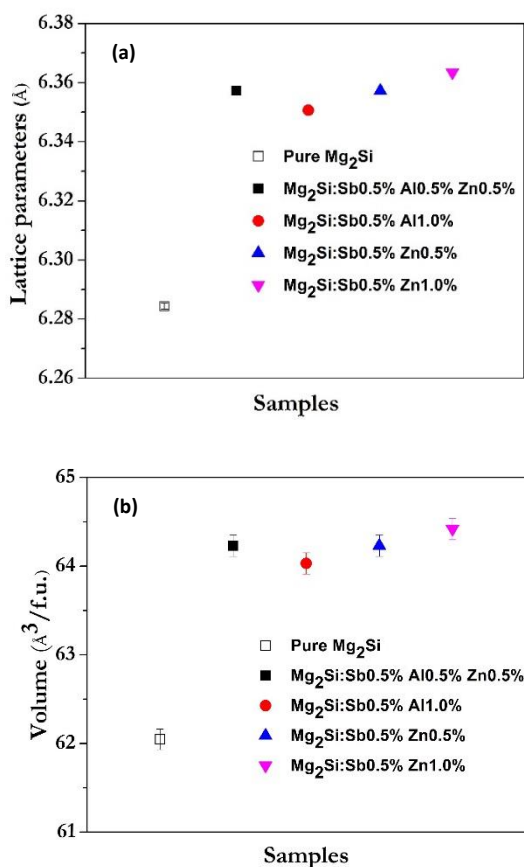 6.38
(a)
6.36
6.34
6.32
6.30
6.28
6.26
Lattice parameters (Å)
Pure Mg2Si
Mg2Si:Sb0.5% Al0.5% Zn0.5%
Mg2Si:Sb0.5% Al1.0%
Mg2Si:Sb0.5% Zn0.5%
Mg2Si:Sb0.5% Zn1.0%
Samples
65
(b)
64
63
62
61
Volume (Å3/f.u.)
Pure Mg2Si
Mg2Si:Sb0.5% Al0.5% Zn0.5%
Mg2Si:Sb0.5% Al1.0%
Mg2Si:Sb0.5% Zn0.5%
Mg2Si:Sb0.5% Zn1.0%
Samples